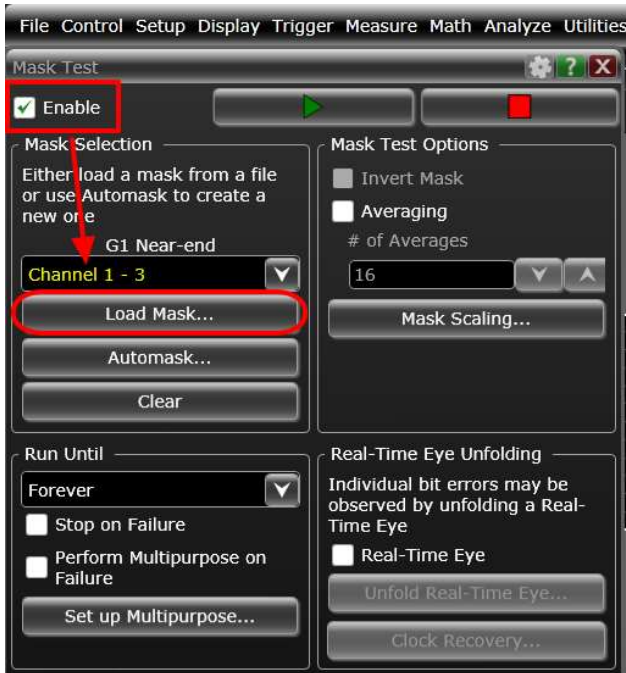 File Control Setup Display Trigger Measure Math Analyze Utilities
Mask Test
?
X
Enable
Mask Selection
Either load a mask from a file
or use Automask to create a
new one
G1 Near-end
Channel 1 - 3
Load Mask...
Automask...
Clear
Mask Test Options
Invert Mask
Averaging
# of Averages
16
Mask Scaling...
Run Until
Forever
Stop on Failure
Perform Multipurpose on
Failure
Set up Multipurpose...
Real-Time Eye Unfolding
Individual bit errors may be
observed by unfolding a Real-
Time Eye
Real-Time Eye
Unfold Real-Time Eye...
Clock Recovery...